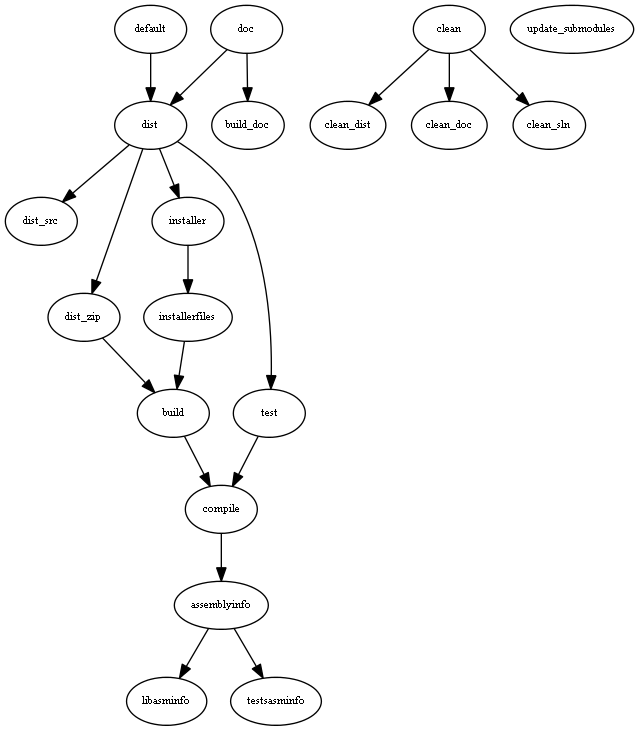 default
doc
clean
update_submodules
dist
build_doc
clean_dist
clean_doc
clean_sln
dist_src
installer
dist_zip
installerfiles
build
test
compile
assemblyinfo
libasminfo
testsasminfo